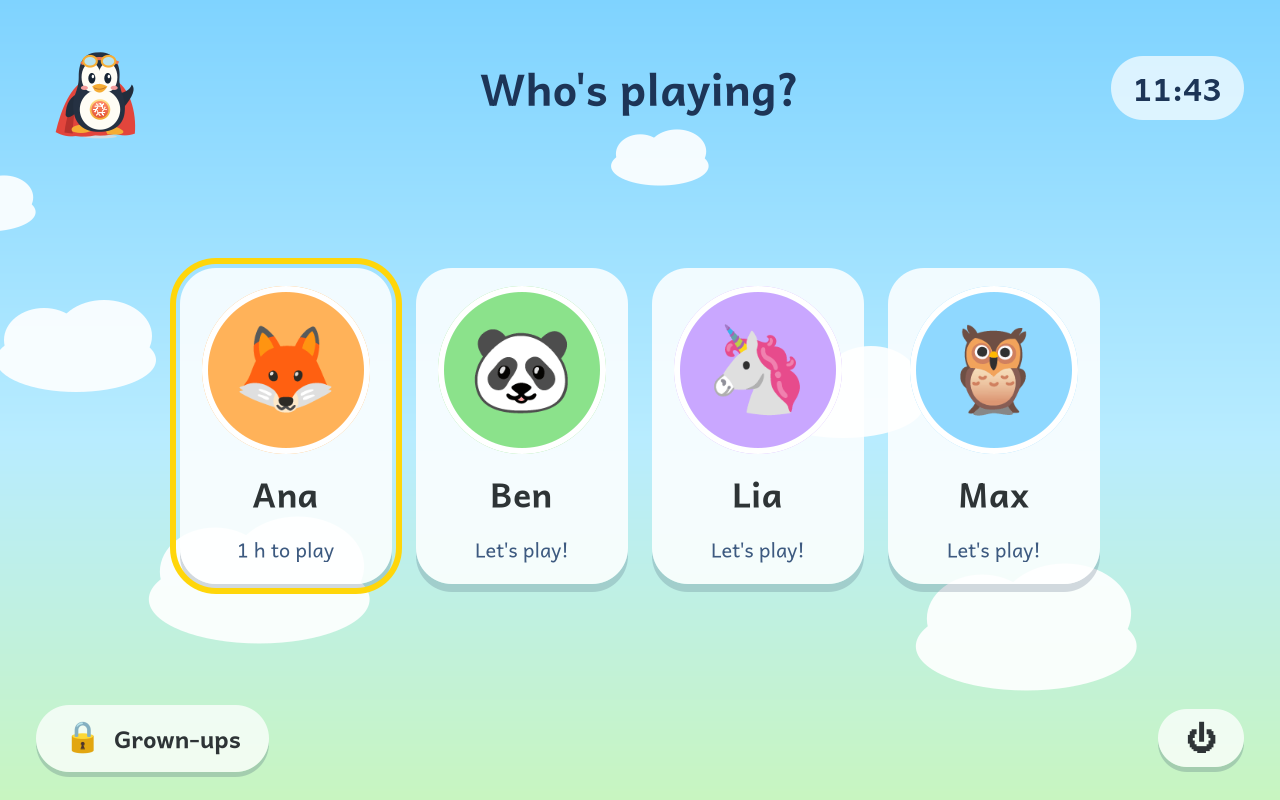 Who's playing?
11:43
Ana
1 h to play
Ben
Let's play!
Lia
Let's play!
Max
Let's play!
Grown-ups